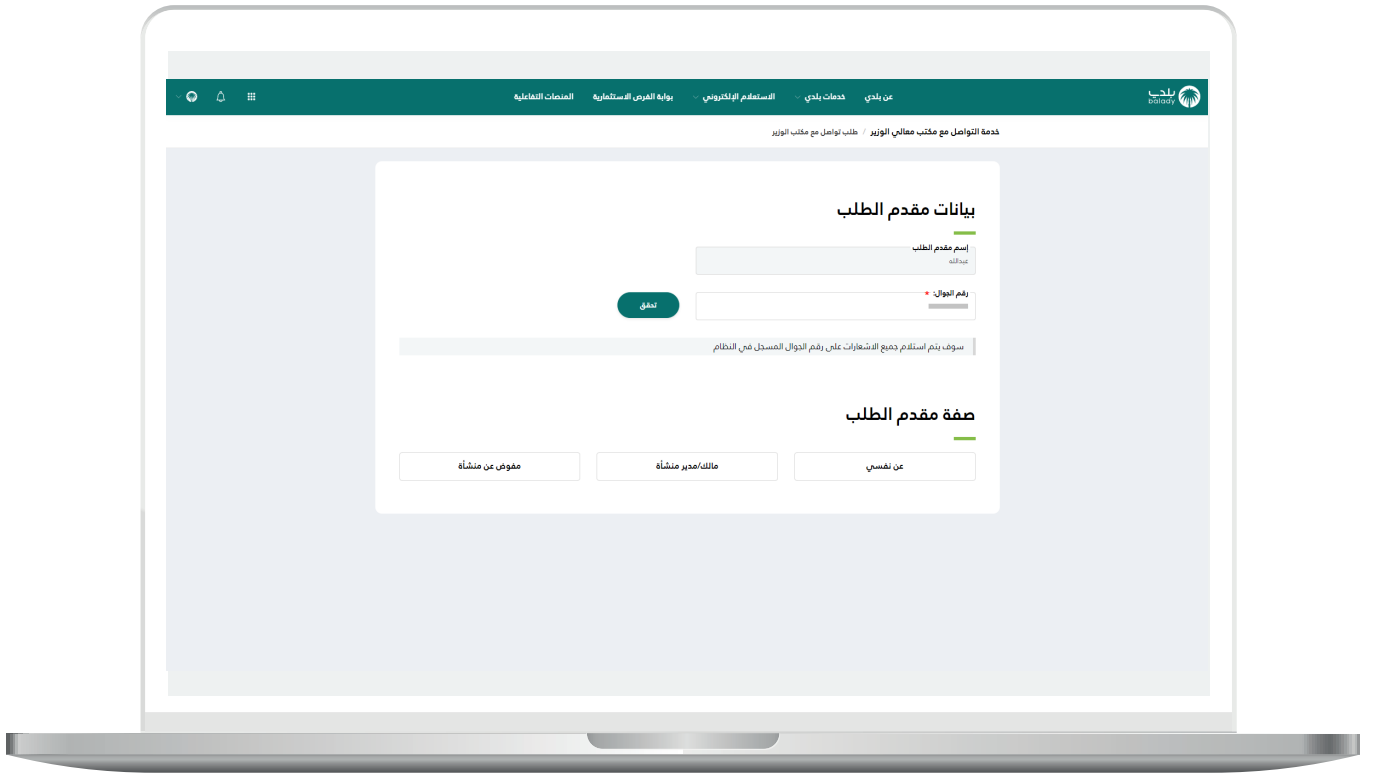 بلدي
balady
عن بلدي خدمات بلدي الاستعلام الإلكتروني بوابة الفرص الاستثمارية المنصات التفاعلية
خدمة التواصل مع مكتب معالي الوزير / طلب تواصل مع مكتب الوزير
بيانات مقدم الطلب
إسم مقدم الطلب
عبدالله
رقم الجوال: *
تحقق
سوف يتم استلام جميع الاشعارات على رقم الجوال المسجل في النظام
صفة مقدم الطلب
عن نفسي
مالك/مدير منشأة
مفوض عن منشأة